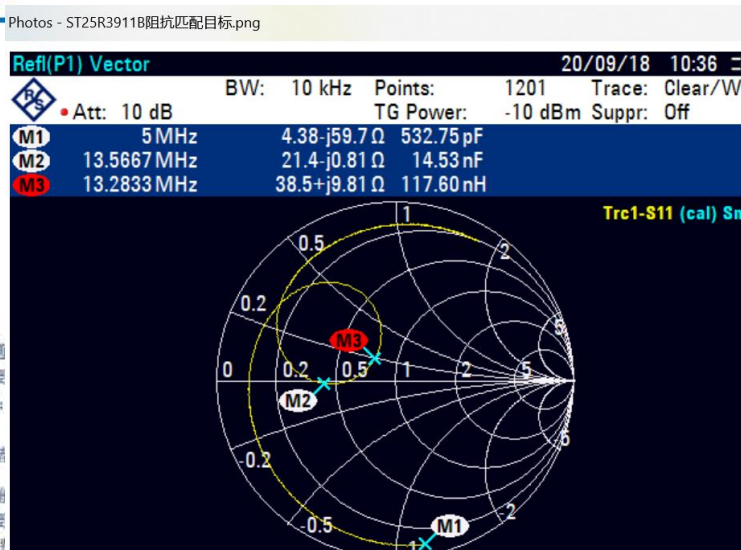 Photos - ST25R3911B阻抗匹配目标.png
Refl(P1) Vector 20/09/18 10:36
BW: 10 kHz Points: 1201 Trace: Clear/W
Att: 10 dB TG Power: -10 dBm Suppr: Off
M1 5 MHz 4.38-j59.7 Ω 532.75 pF
M2 13.5667 MHz 21.4-j0.81 Ω 14.53 nF
M3 13.2833 MHz 38.5+j9.81 Ω 117.60 nH
Trc1-S11 (cal) Sm
1
0.5 2
0.2 5
M3
0 0.2 0.5 1 2 5
M2
-0.2 -5
-0.5 M1 -2